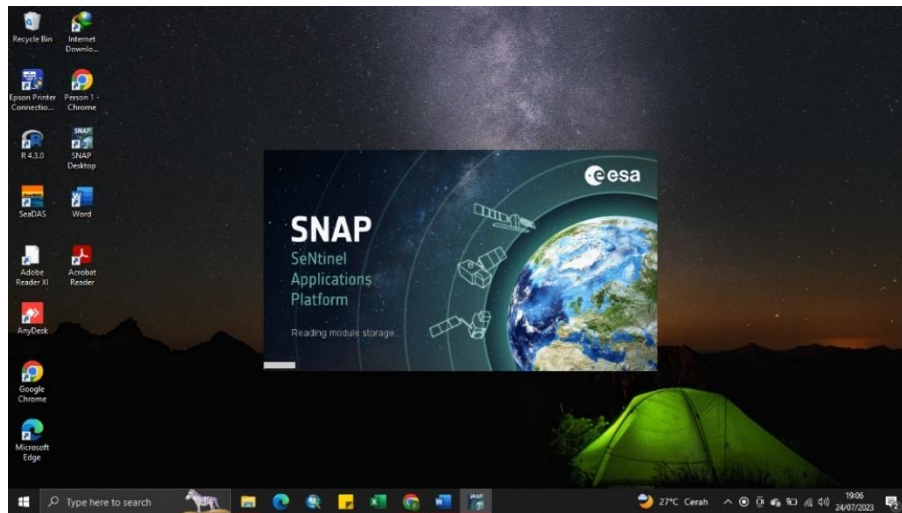 Recycle Bin
Internet
Downlo...
Epson Printer
Connectio...
Person 1 -
Chrome
R 4.3.0
SNAP
SNAP
Desktop
SeaDAS
Word
Adobe
Reader XI
Acrobat
Reader
AnyDesk
Google
Chrome
Microsoft
Edge
esa
SNAP
SeNtinel
Applications
Platform
Reading module storage...
Type here to search
SNAP
27°C Cerah
19:06
24/07/2023